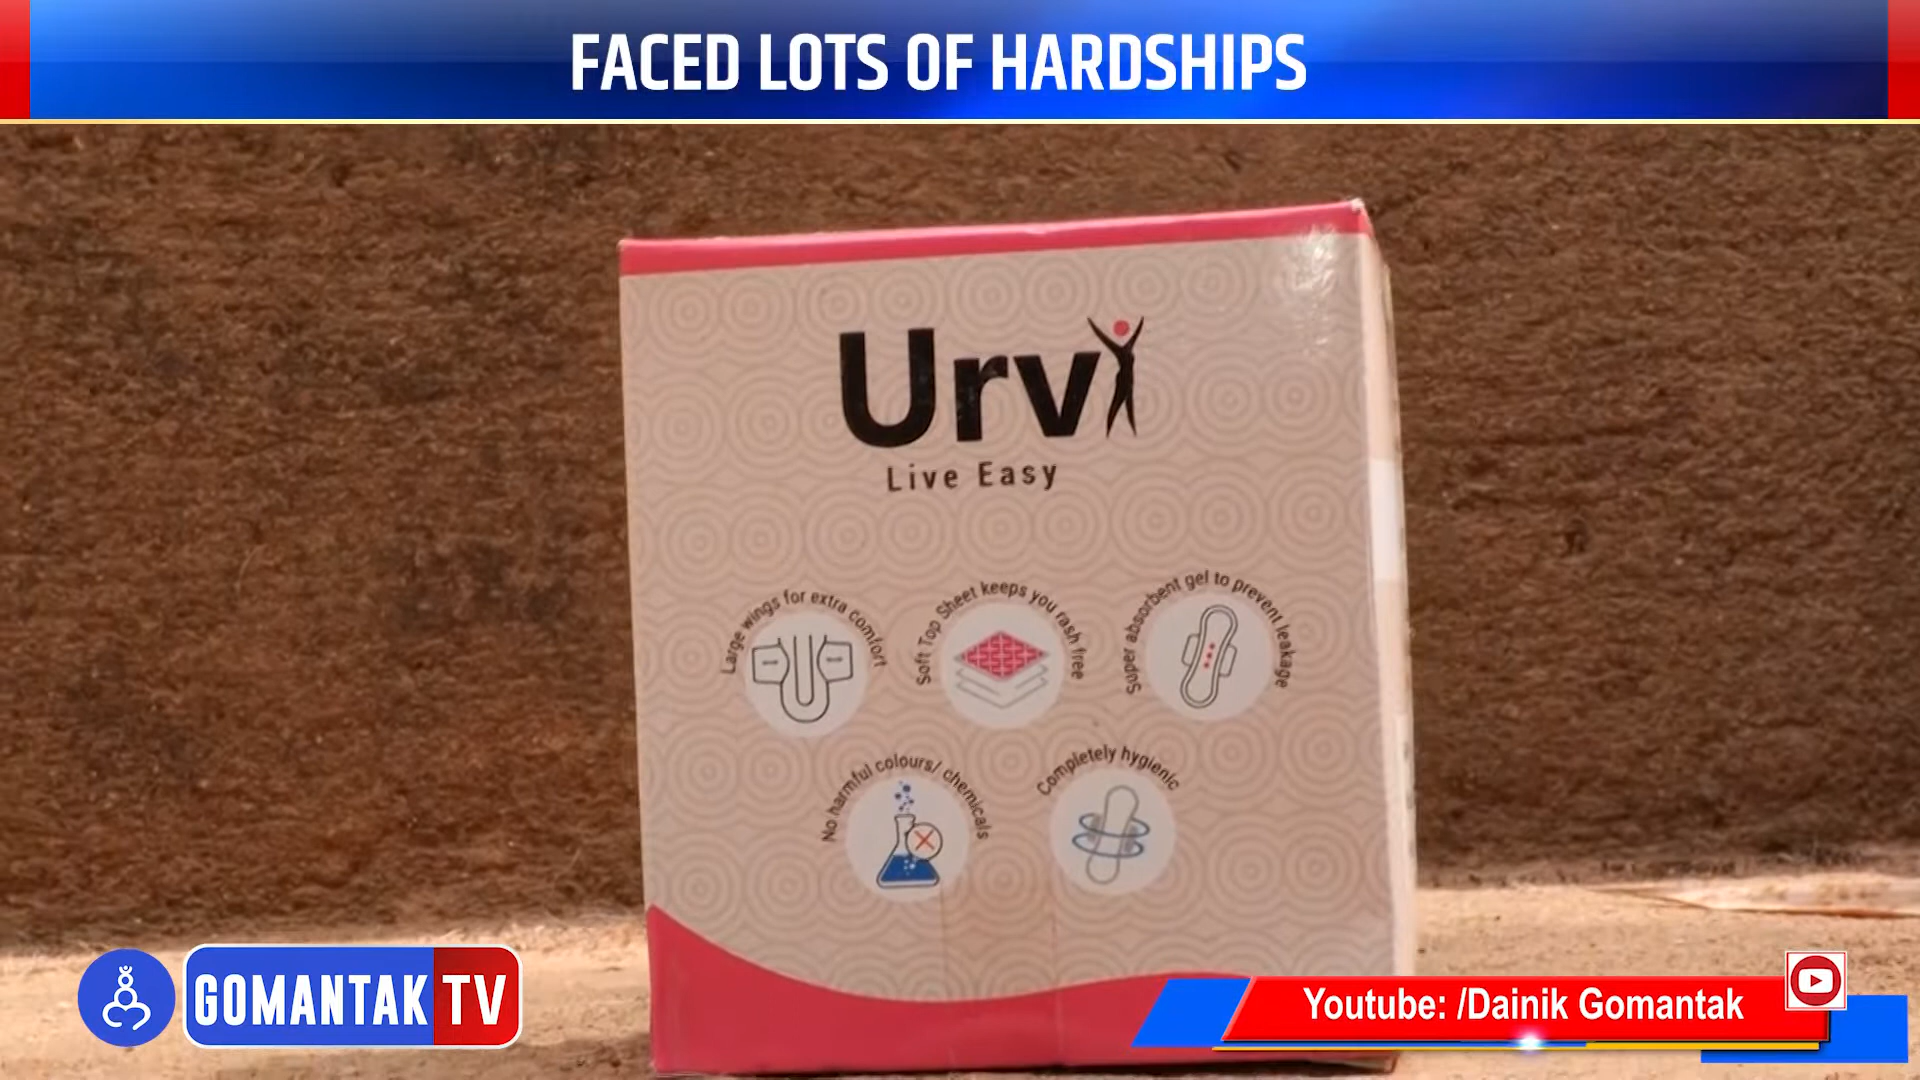 FACED LOTS OF HARDSHIPS
Urvi
Live Easy
Large wings for extra comfort
Soft Top Sheet keeps you rash free
Super absorbent gel to prevent leakage
No harmful colours/ chemicals
Completely hygienic
GOMANTAK TV
Youtube: /Dainik Gomantak